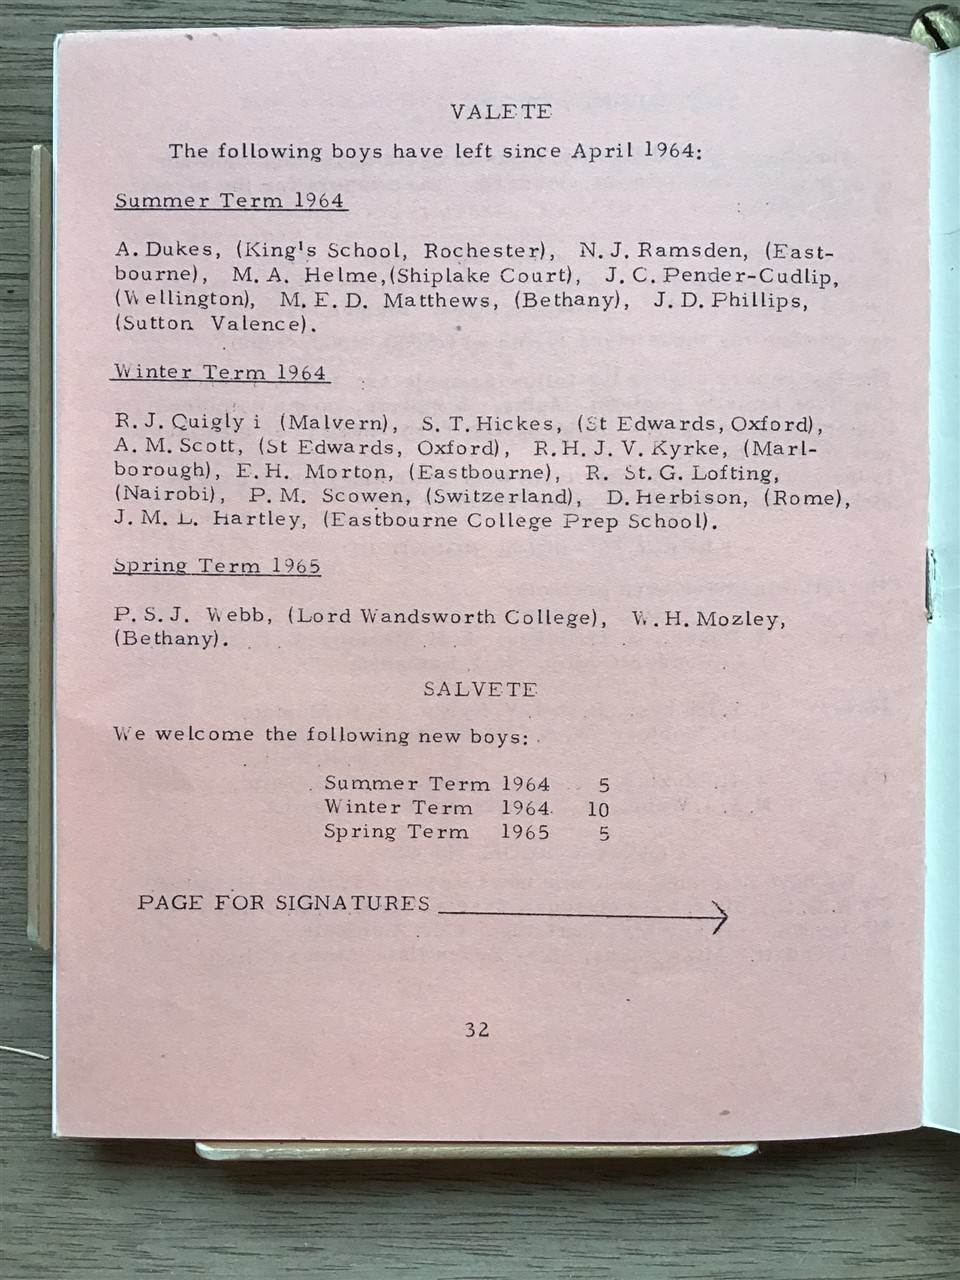 VALETE
The following boys have left since April 1964:
Summer Term 1964
A. Dukes, (King's School, Rochester), N. J. Ramsden, (East-
bourne), M. A. Helme,(Shiplake Court), J. C. Pender-Cudlip,
(Wellington), M. E. D. Matthews, (Bethany), J. D. Phillips,
(Sutton Valence).
Winter Term 1964
R. J. Quigly i (Malvern), S. T. Hickes, (St Edwards, Oxford),
A. M. Scott, (St Edwards, Oxford), R. H. J. V. Kyrke, (Marl-
borough), E. H. Morton, (Eastbourne), R. St. G. Lofting,
(Nairobi), P. M. Scowen, (Switzerland), D. Herbison, (Rome),
J. M. L. Hartley, (Eastbourne College Prep School).
Spring Term 1965
P. S. J. Webb, (Lord Wandsworth College), W. H. Mozley,
(Bethany).
SALVETE
We welcome the following new boys:
Summer Term 1964 5
Winter Term 1964 10
Spring Term 1965 5
PAGE FOR SIGNATURES
32